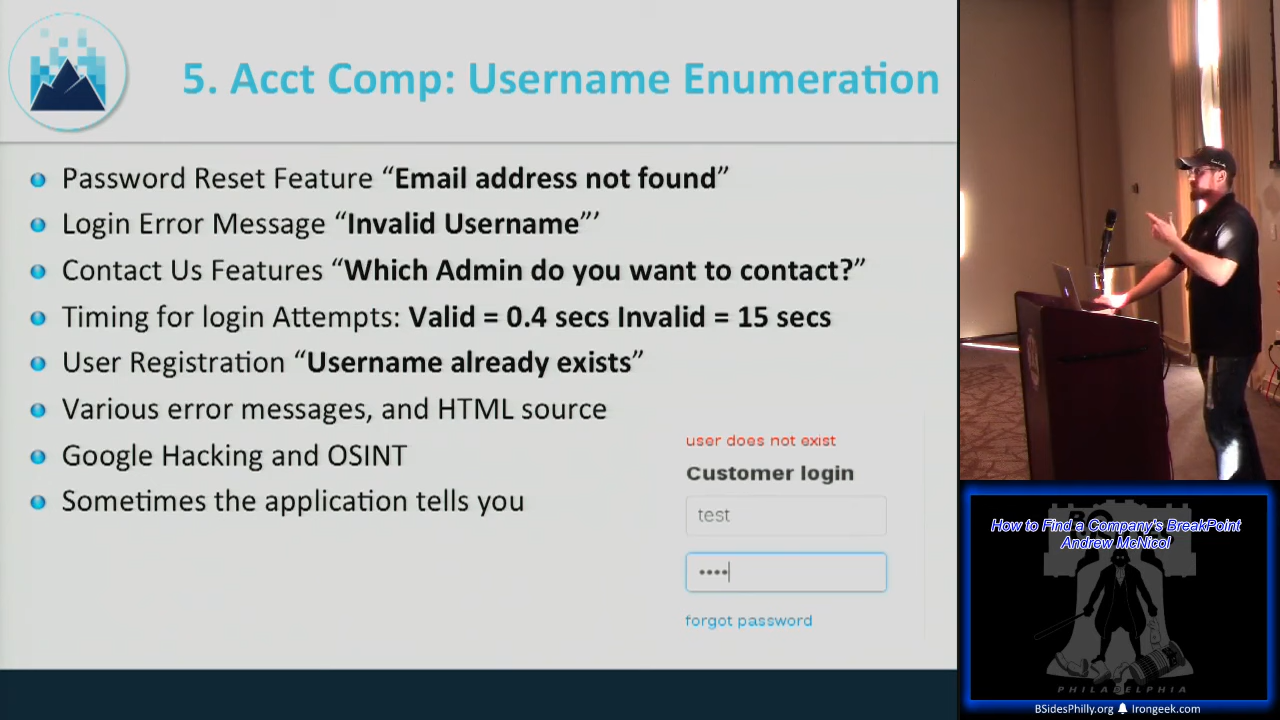 5. Acct Comp: Username Enumeration
Password Reset Feature “Email address not found”
Login Error Message “Invalid Username”’
Contact Us Features “Which Admin do you want to contact?”
Timing for login Attempts: Valid = 0.4 secs Invalid = 15 secs
User Registration “Username already exists”
Various error messages, and HTML source
Google Hacking and OSINT
Sometimes the application tells you
user does not exist
Customer login
test
••••
forgot password
How to Find a Company's BreakPoint
Andrew McNicol
PHILADELPHIA
BSidesPhilly.org Irongeek.com